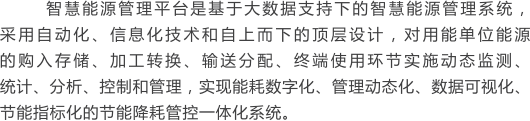 智慧能源管理平台是基于大数据支持下的智慧能源管理系统，
采用自动化、信息化技术和自上而下的顶层设计，对用能单位能源
的购入存储、加工转换、输送分配、终端使用环节实施动态监测、
统计、分析、控制和管理，实现能耗数字化、管理动态化、数据可视化、
节能指标化的节能降耗管控一体化系统。